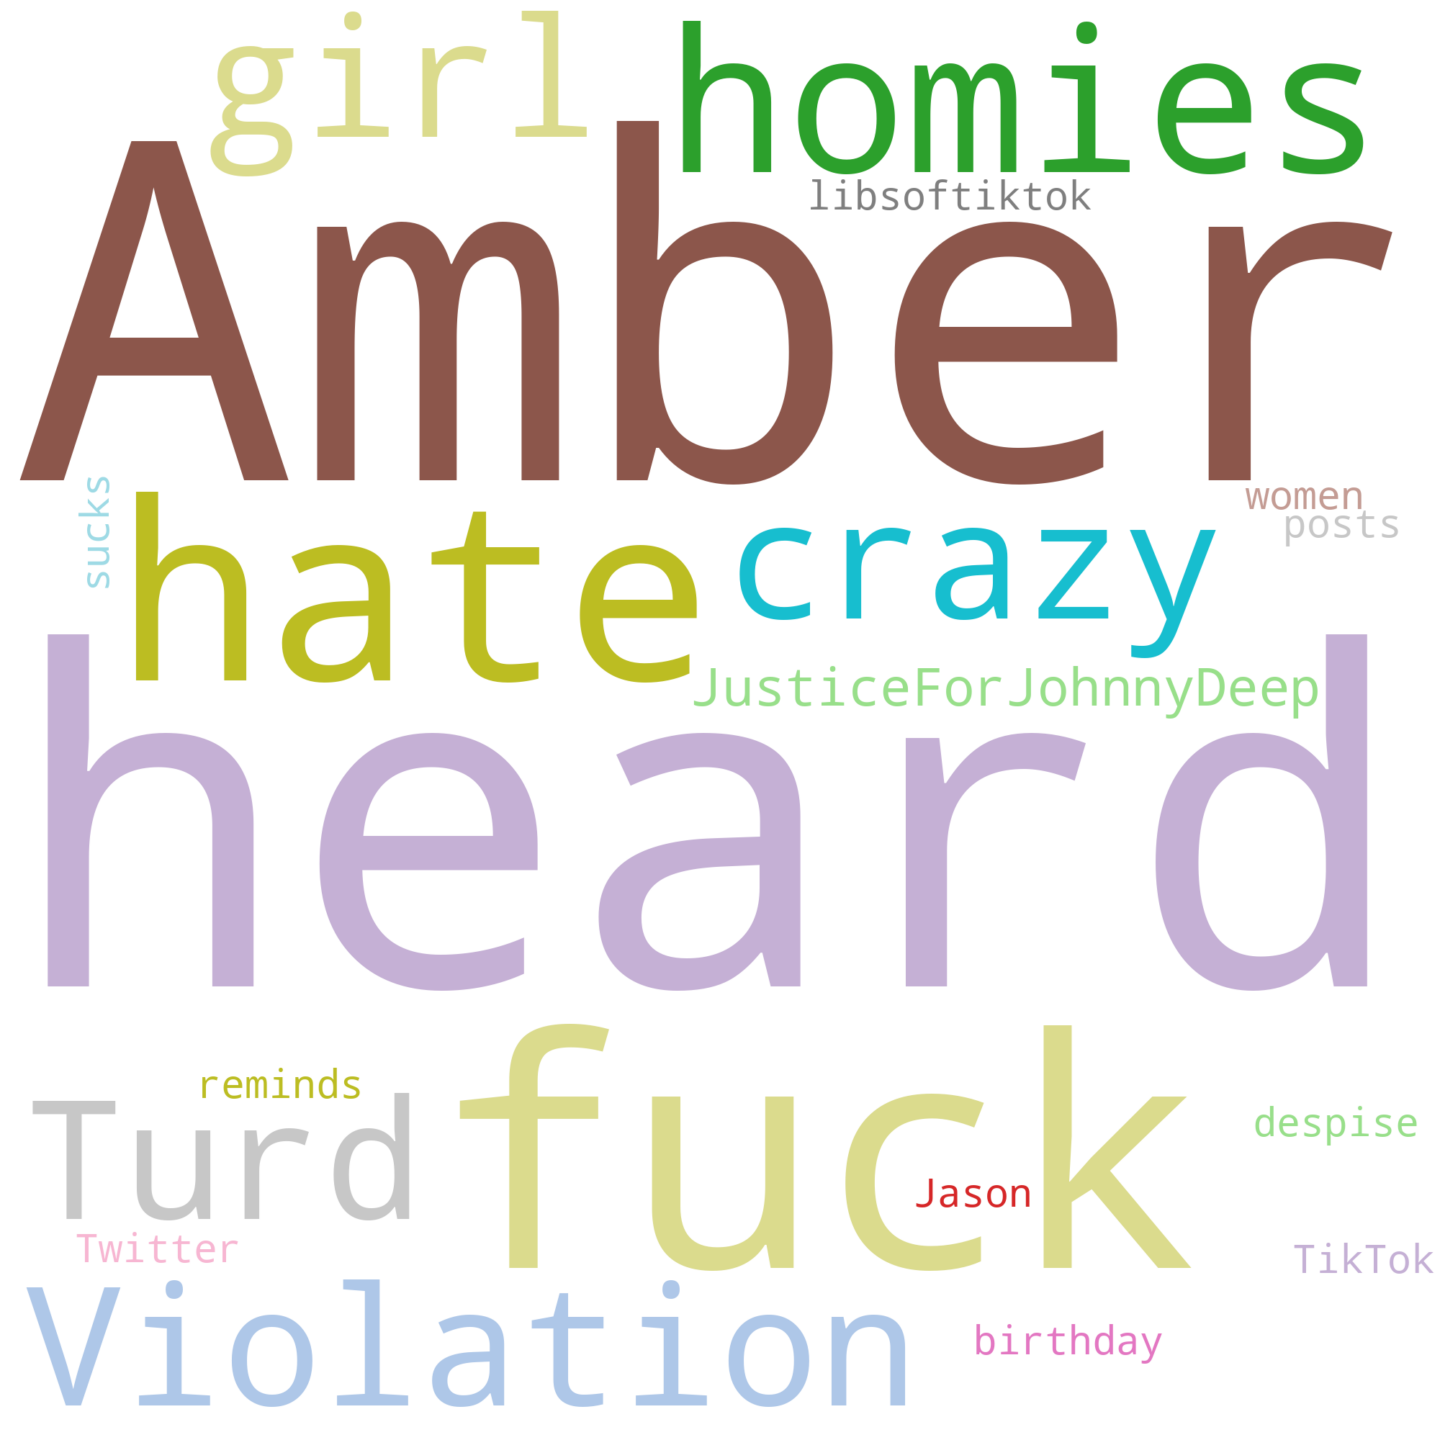 girl
homies
libsoftiktok
Amber
sucks
hate
crazy
women
posts
JusticeForJohnnyDeep
heard
reminds
fuck
Turd
despise
Jason
Twitter
TikTok
Violation
birthday